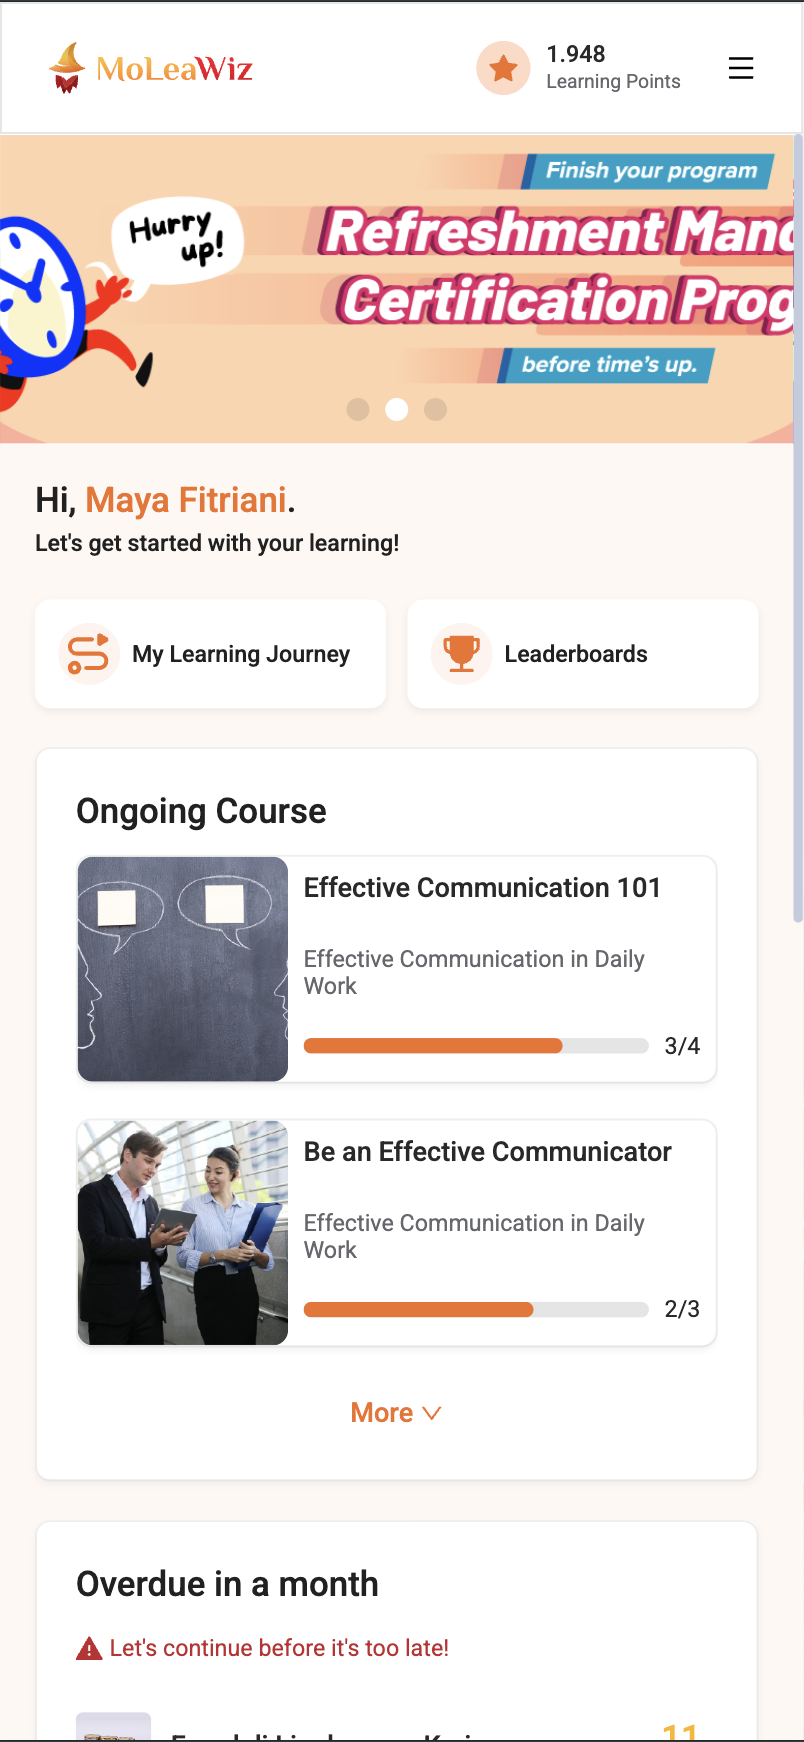 MoLeaWiz
1.948
Learning Points
Finish your program
Hurry
up!
Refreshment Mand
Certification Prog
before time's up.
Hi, Maya Fitriani.
Let's get started with your learning!
My Learning Journey
Leaderboards
Ongoing Course
Effective Communication 101
Effective Communication in Daily
Work
3/4
Be an Effective Communicator
Effective Communication in Daily
Work
2/3
More
Overdue in a month
Let's continue before it's too late!
11